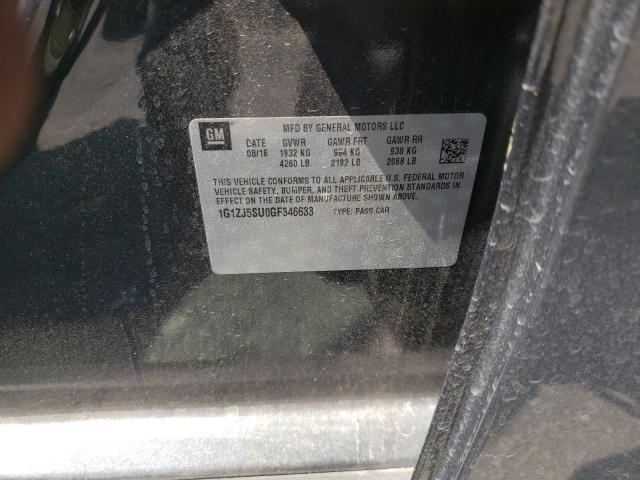 GM
MFD BY GENERAL MOTORS LLC
DATE GVWR GAWR FRT GAWR RR
08/16 1932 KG 994 KG 938 KG
4260 LB 2192 LB 2068 LB
THIS VEHICLE CONFORMS TO ALL APPLICABLE U.S. FEDERAL MOTOR
VEHICLE SAFETY, BUMPER, AND THEFT PREVENTION STANDARDS IN
EFFECT ON THE DATE OF MANUFACTURE SHOWN ABOVE.
1G1ZJ5SU0GF346633 TYPE: PASS CAR